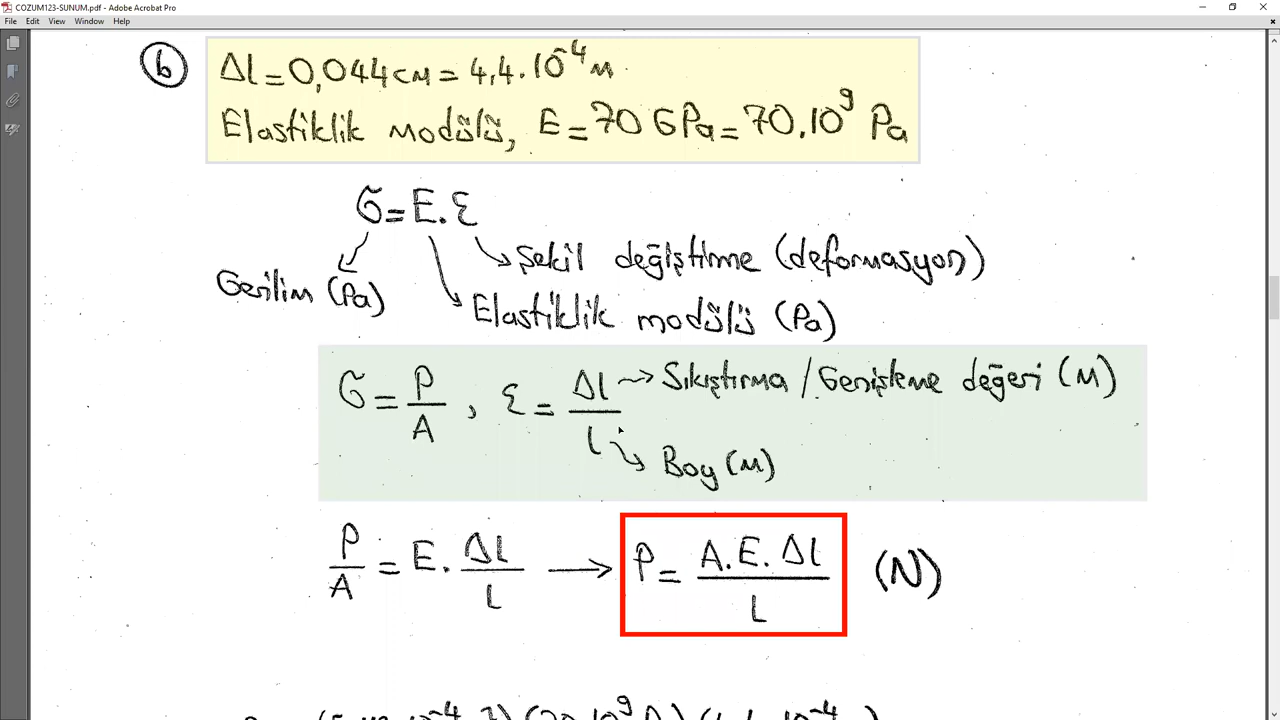 COZUM123-SUNUM.pdf - Adobe Acrobat Pro
File Edit View Window Help
b
Δl = 0,044 cm = 4,4.10⁻⁴ m
Elastiklik modülü, E = 70 GPa = 70.10⁹ Pa
σ = E.ε
Şekil değiştirme (deformasyon)
Gerilim (Pa)
Elastiklik modülü (Pa)
σ = P/A , ε = Δl/l → Sıkıştırma / Genişleme değeri (m)
Boy (m)
P/A = E. Δl/L → P = A.E.Δl/L (N)